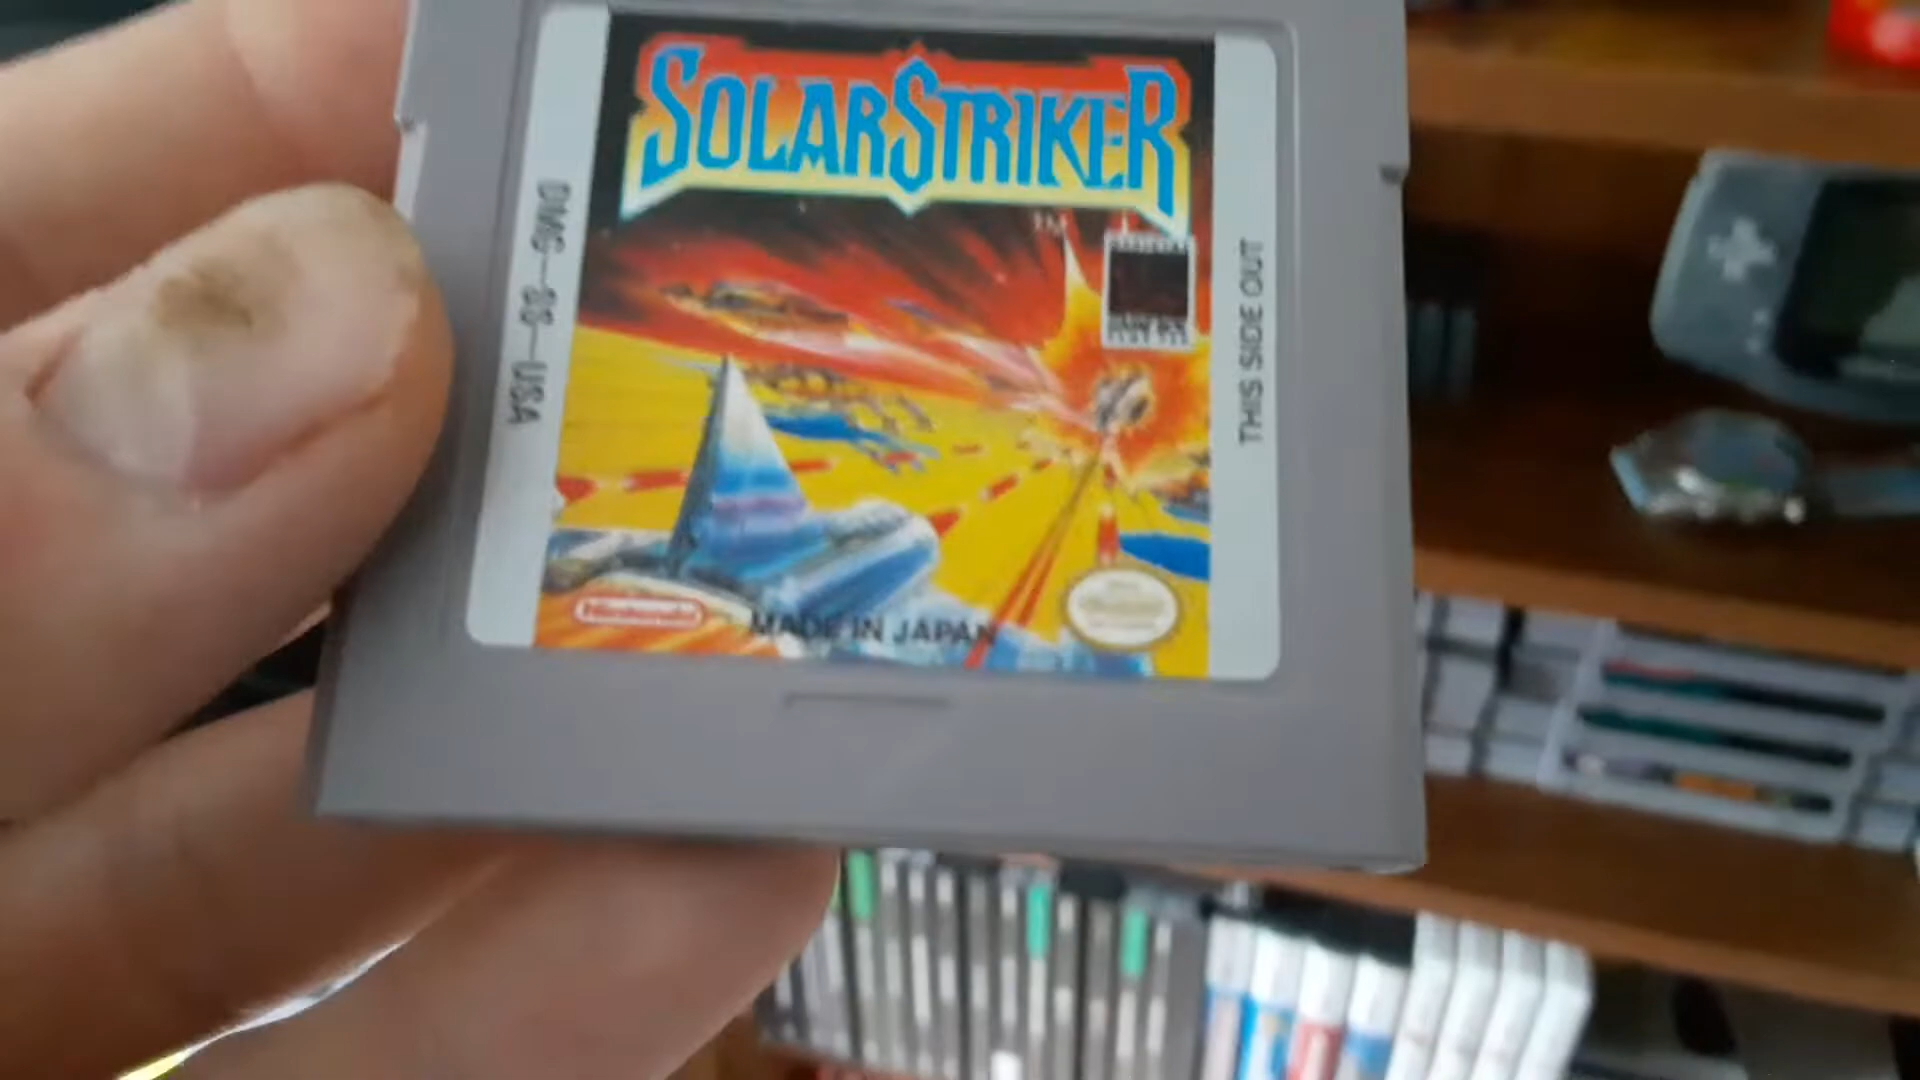 SOLARSTRIKER
TM
DMG-SS-USA
THIS SIDE OUT
Nintendo
MADE IN JAPAN